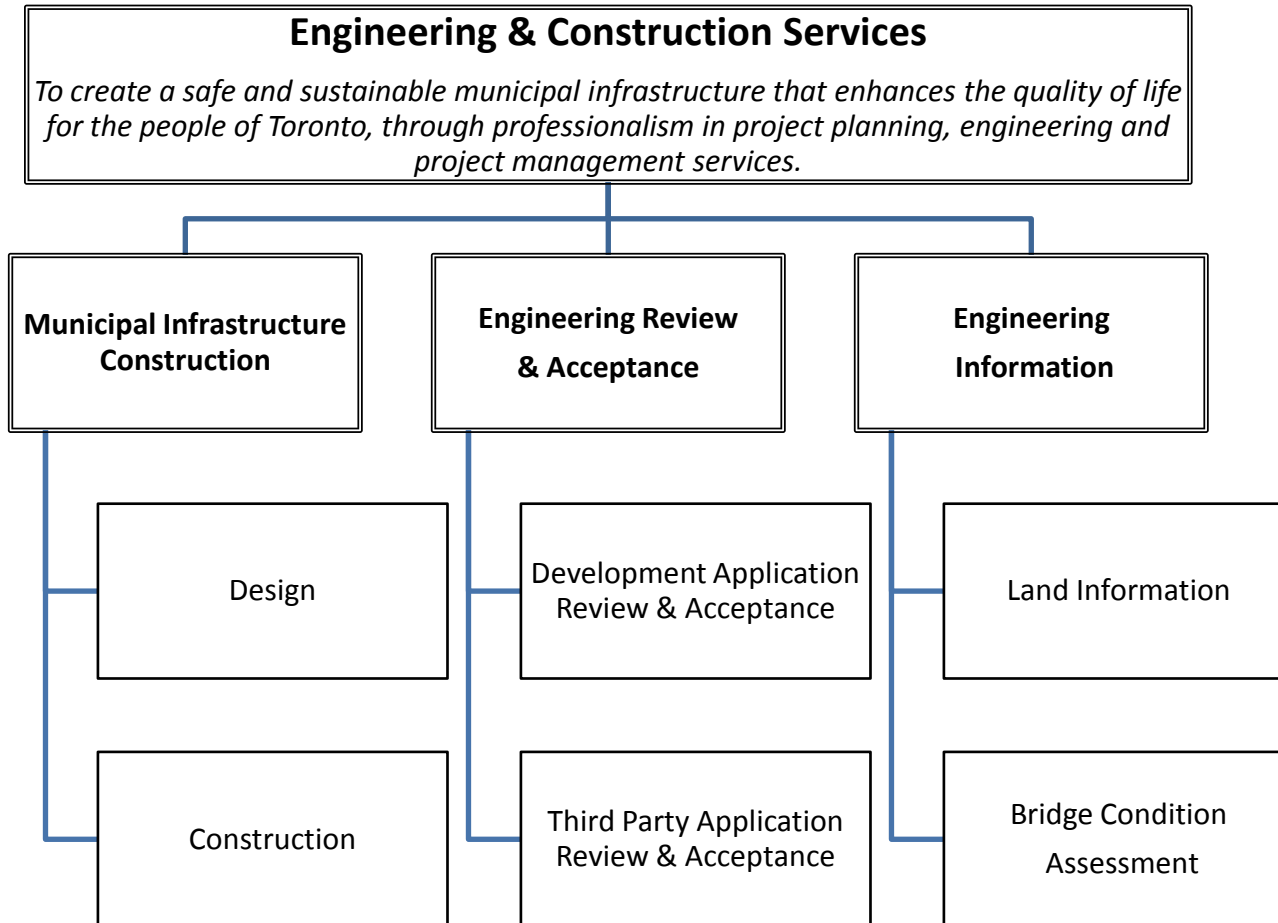 Engineering & Construction Services
To create a safe and sustainable municipal infrastructure that enhances the quality of life
for the people of Toronto, through professionalism in project planning, engineering and
project management services.
Municipal Infrastructure
Construction
Engineering Review
& Acceptance
Engineering
Information
Design
Development Application
Review & Acceptance
Land Information
Construction
Third Party Application
Review & Acceptance
Bridge Condition
Assessment